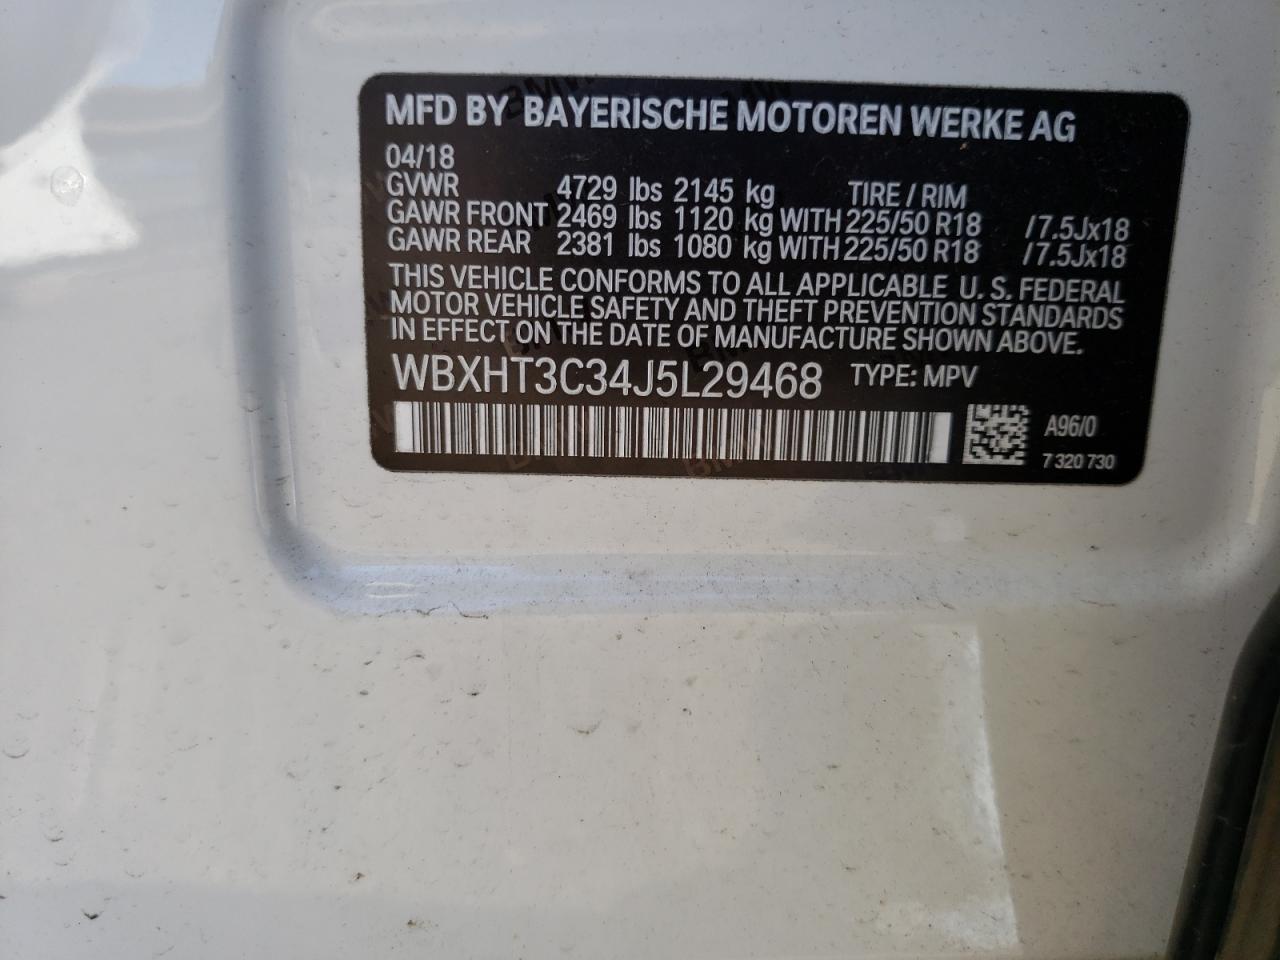 MFD BY BAYERISCHE MOTOREN WERKE AG
04/18
GVWR 4729 lbs 2145 kg TIRE / RIM
GAWR FRONT 2469 lbs 1120 kg WITH 225/50 R18 /7.5Jx18
GAWR REAR 2381 lbs 1080 kg WITH 225/50 R18 /7.5Jx18
THIS VEHICLE CONFORMS TO ALL APPLICABLE U. S. FEDERAL
MOTOR VEHICLE SAFETY AND THEFT PREVENTION STANDARDS
IN EFFECT ON THE DATE OF MANUFACTURE SHOWN ABOVE.
WBXHT3C34J5L29468 TYPE: MPV
A96/0
7 320 730